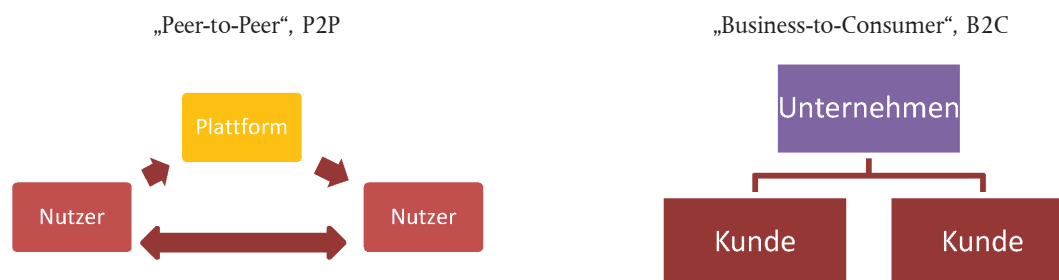 „Peer-to-Peer“, P2P
Plattform
Nutzer
Nutzer
„Business-to-Consumer“, B2C
Unternehmen
Kunde
Kunde